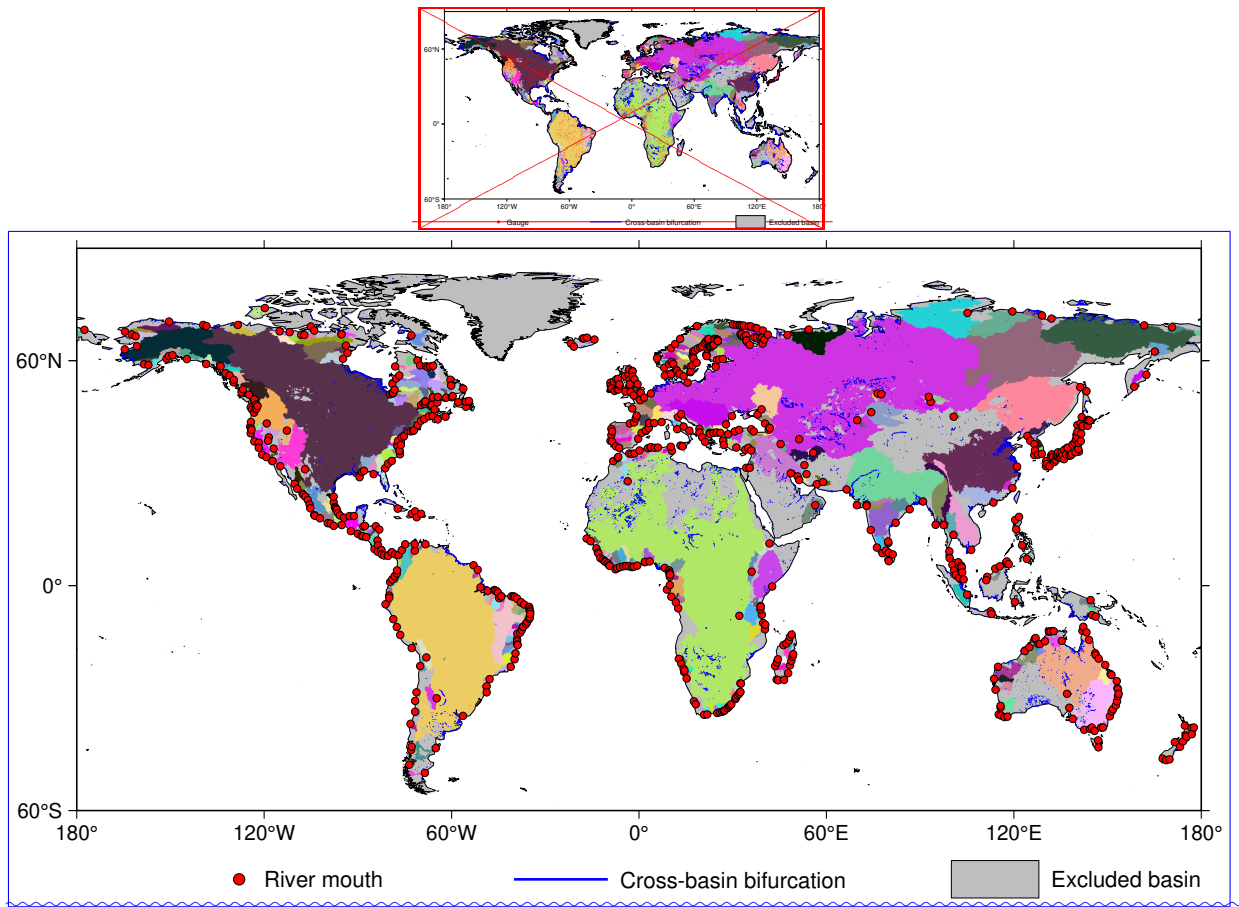 60°N
0°
60°S
180°
120°W
60°W
0°
60°E
120°E
180°
Gauge
Cross-basin bifurcation
Excluded basin
60°N
0°
60°S
180°
120°W
60°W
0°
60°E
120°E
180°
River mouth
Cross-basin bifurcation
Excluded basin